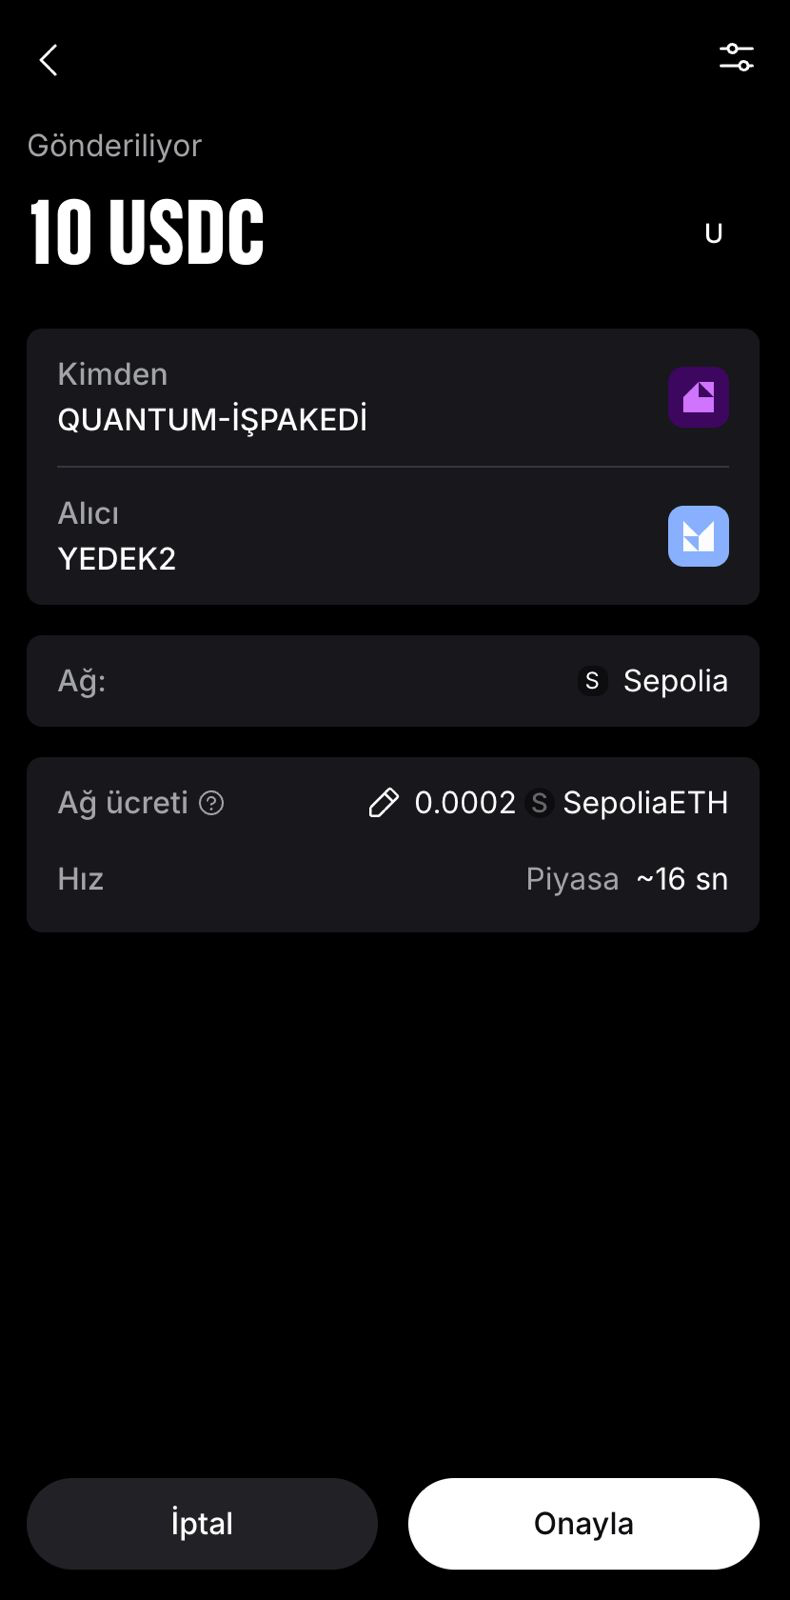 Gönderiliyor
10 USDC
U
Kimden
QUANTUM-İŞPAKEDİ
Alıcı
YEDEK2
Ağ:
S Sepolia
Ağ ücreti ? 0.0002 S SepoliaETH
Hız Piyasa ~16 sn
İptal
Onayla